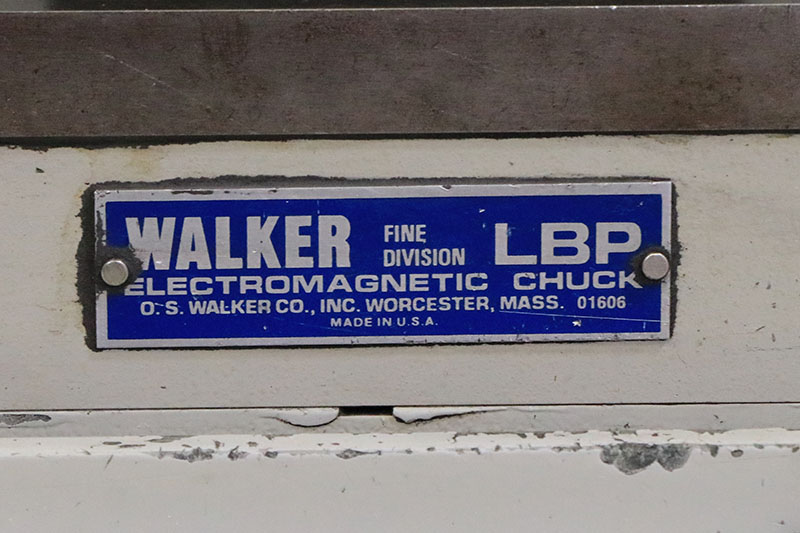 WALKER FINE DIVISION LBP
ELECTROMAGNETIC CHUCK
O. S. WALKER CO., INC. WORCESTER, MASS. 01606
MADE IN U.S.A.